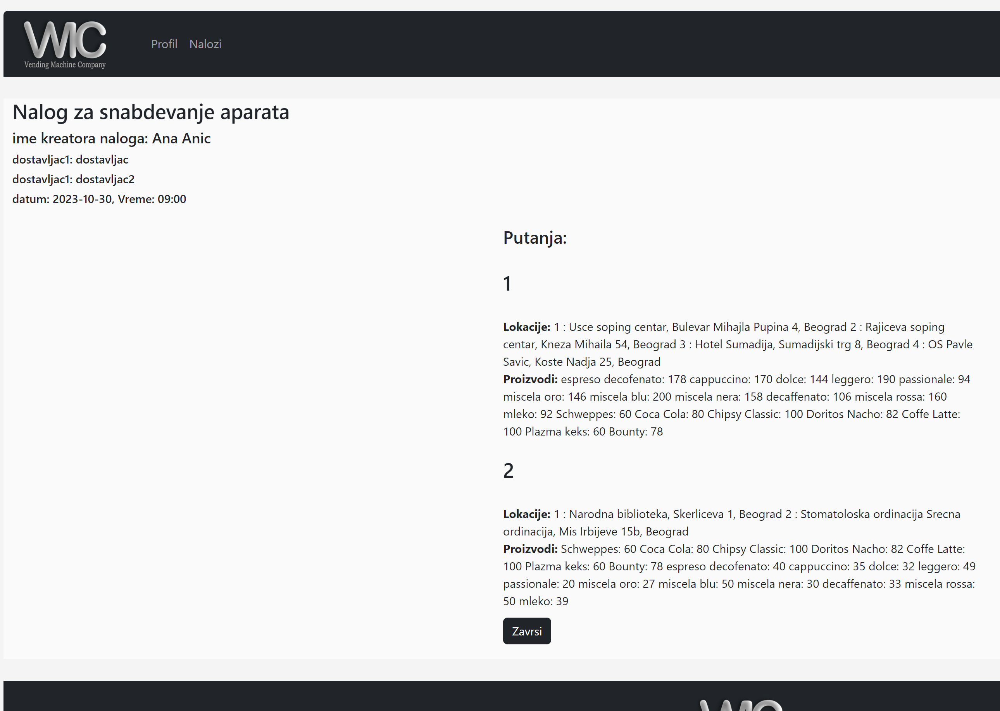 WIC
Vending Machine Company
Profil Nalozi
Nalog za snabdevanje aparata
ime kreatora naloga: Ana Anic
dostavljac1: dostavljac
dostavljac1: dostavljac2
datum: 2023-10-30, Vreme: 09:00
Putanja:
1
Lokacije: 1 : Usce soping centar, Bulevar Mihajla Pupina 4, Beograd 2 : Rajiceva soping
centar, Kneza Mihaila 54, Beograd 3 : Hotel Sumadija, Sumadijski trg 8, Beograd 4 : OS Pavle
Savic, Koste Nadja 25, Beograd
Proizvodi: espreso decofenato: 178 cappuccino: 170 dolce: 144 leggero: 190 passionale: 94
miscela oro: 146 miscela blu: 200 miscela nera: 158 decaffenato: 106 miscela rossa: 160
mleko: 92 Schweppes: 60 Coca Cola: 80 Chipsy Classic: 100 Doritos Nacho: 82 Coffe Latte:
100 Plazma keks: 60 Bounty: 78
2
Lokacije: 1 : Narodna biblioteka, Skerliceva 1, Beograd 2 : Stomatoloska ordinacija Srecna
ordinacija, Mis Irbijeve 15b, Beograd
Proizvodi: Schweppes: 60 Coca Cola: 80 Chipsy Classic: 100 Doritos Nacho: 82 Coffe Latte:
100 Plazma keks: 60 Bounty: 78 espreso decofenato: 40 cappuccino: 35 dolce: 32 leggero: 49
passionale: 20 miscela oro: 27 miscela blu: 50 miscela nera: 30 decaffenato: 33 miscela rossa:
50 mleko: 39
Zavrsi
WIC